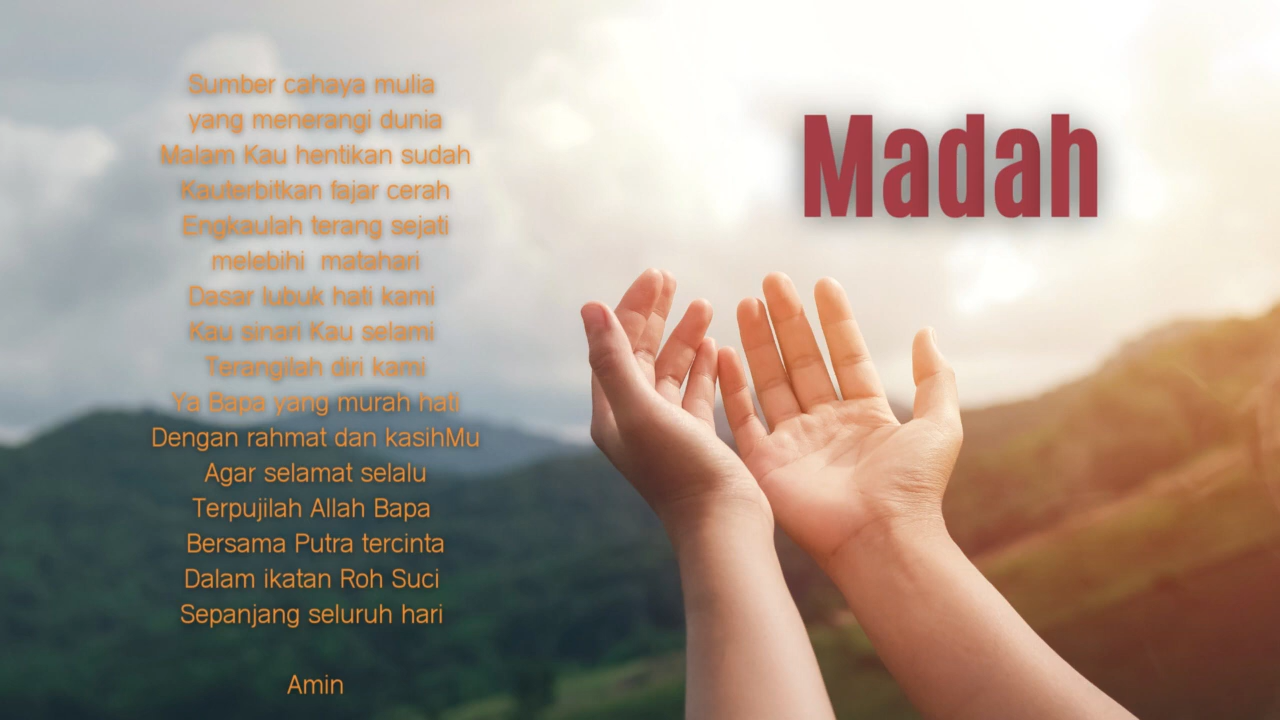 Madah
Sumber cahaya mulia
yang menerangi dunia
Malam Kau hentikan sudah
Kauterbitkan fajar cerah
Engkaulah terang sejati
melebihi  matahari
Dasar lubuk hati kami
Kau sinari Kau selami
Terangilah diri kami
Ya Bapa yang murah hati
Dengan rahmat dan kasihMu
Agar selamat selalu
Terpujilah Allah Bapa
Bersama Putra tercinta
Dalam ikatan Roh Suci
Sepanjang seluruh hari
Amin